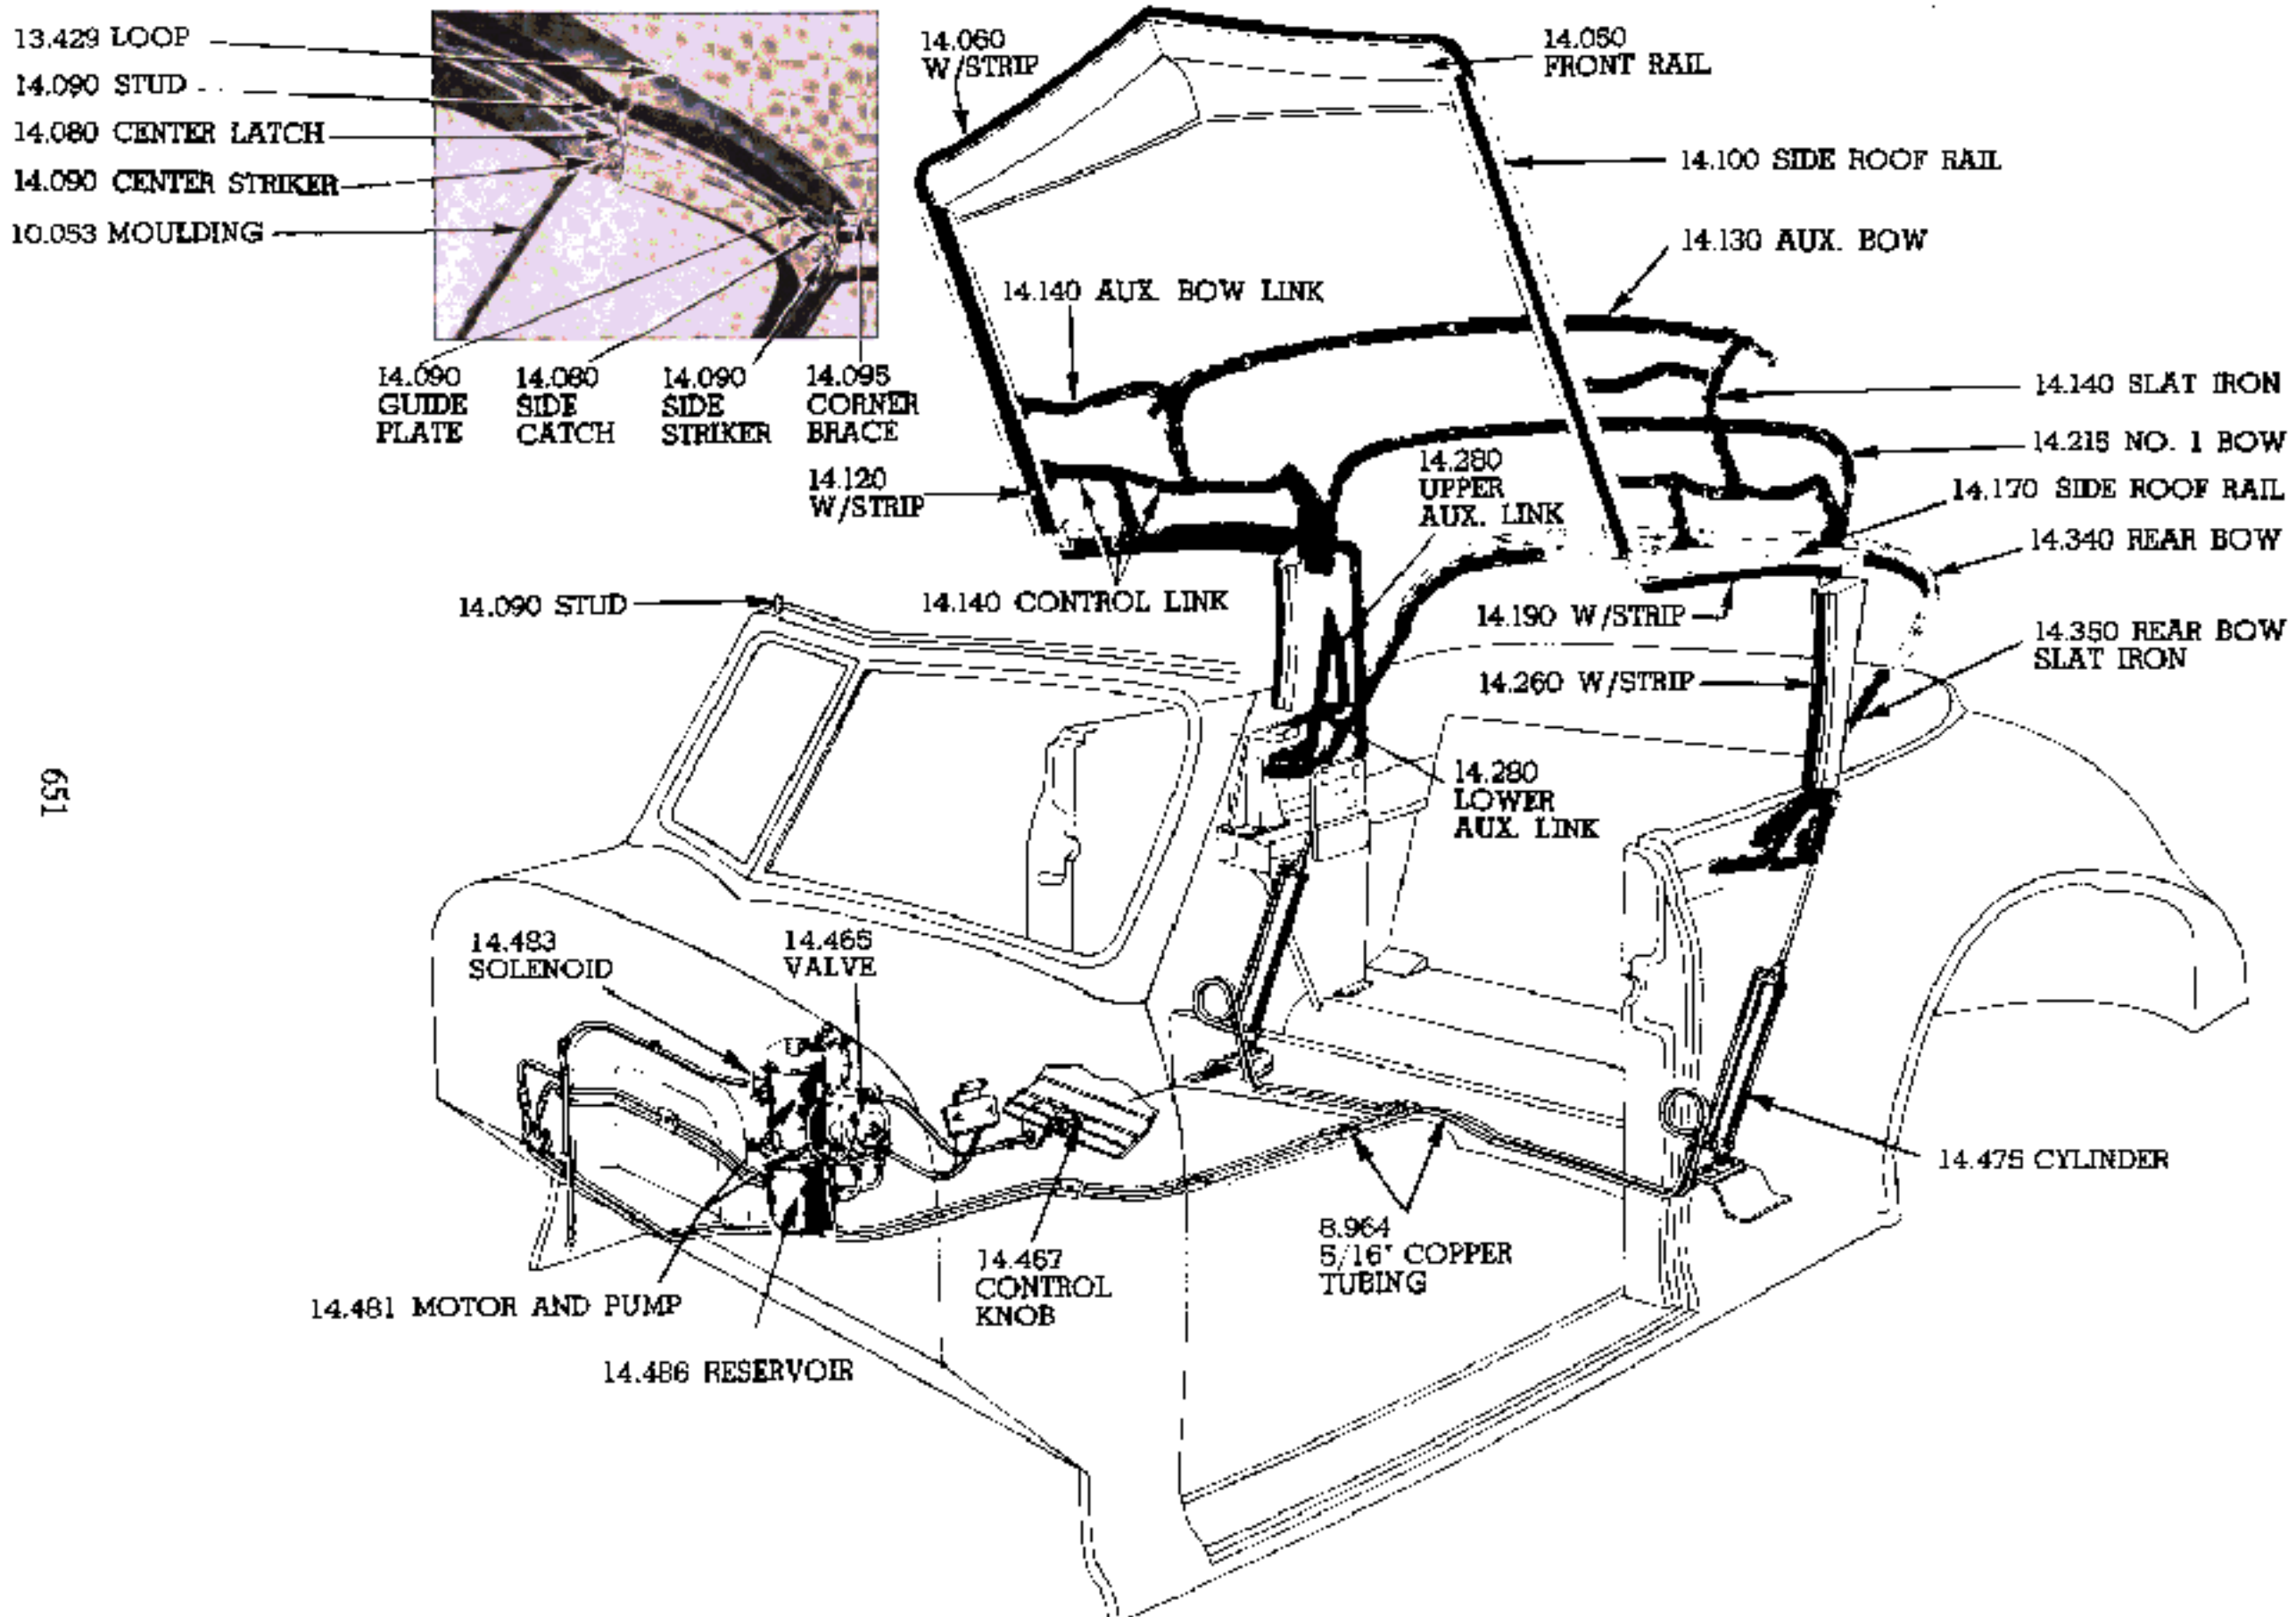 13.429 LOOP
14.090 STUD
14.080 CENTER LATCH
14.090 CENTER STRIKER
10.053 MOULDING
14.090
GUIDE
PLATE
14.080
SIDE
CATCH
14.090
SIDE
STRIKER
14.095
CORNER
BRACE
14.060
W/STRIP
14.050
FRONT RAIL
14.100 SIDE ROOF RAIL
14.130 AUX. BOW
14.140 AUX. BOW LINK
14.140 SLAT IRON
14.215 NO. 1 BOW
14.120
W/STRIP
14.280
UPPER
AUX. LINK
14.170 SIDE ROOF RAIL
14.340 REAR BOW
14.090 STUD
14.140 CONTROL LINK
14.190 W/STRIP
14.350 REAR BOW
SLAT IRON
14.260 W/STRIP
14.280
LOWER
AUX. LINK
651
14.483
SOLENOID
14.465
VALVE
14.475 CYLINDER
8.964
5/16" COPPER
TUBING
14.467
CONTROL
KNOB
14.481 MOTOR AND PUMP
14.486 RESERVOIR